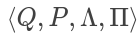 ⟨Q, P, Λ, Π⟩